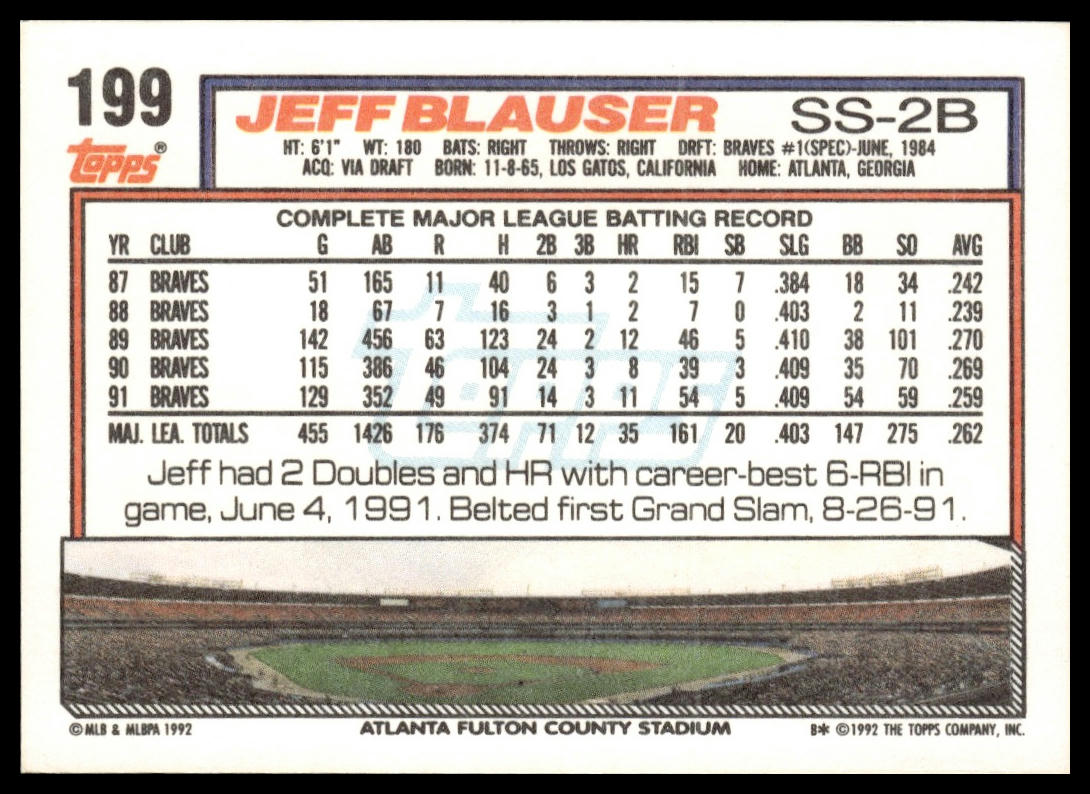 199
JEFF BLAUSER SS-2B
topps®
HT: 6'1" WT: 180 BATS: RIGHT THROWS: RIGHT DRFT: BRAVES #1(SPEC)-JUNE, 1984
ACQ: VIA DRAFT BORN: 11-8-65, LOS GATOS, CALIFORNIA HOME: ATLANTA, GEORGIA
COMPLETE MAJOR LEAGUE BATTING RECORD
YR CLUB G AB R H 2B 3B HR RBI SB SLG BB SO AVG
87 BRAVES 51 165 11 40 6 3 2 15 7 .384 18 34 .242
88 BRAVES 18 67 7 16 3 1 2 7 0 .403 2 11 .239
89 BRAVES 142 456 63 123 24 2 12 46 5 .410 38 101 .270
90 BRAVES 115 386 46 104 24 3 8 39 3 .409 35 70 .269
91 BRAVES 129 352 49 91 14 3 11 54 5 .409 54 59 .259
MAJ. LEA. TOTALS 455 1426 176 374 71 12 35 161 20 .403 147 275 .262
topps
Jeff had 2 Doubles and HR with career-best 6-RBI in
game, June 4, 1991. Belted first Grand Slam, 8-26-91.
© MLB & MLBPA 1992 ATLANTA FULTON COUNTY STADIUM B* © 1992 THE TOPPS COMPANY, INC.